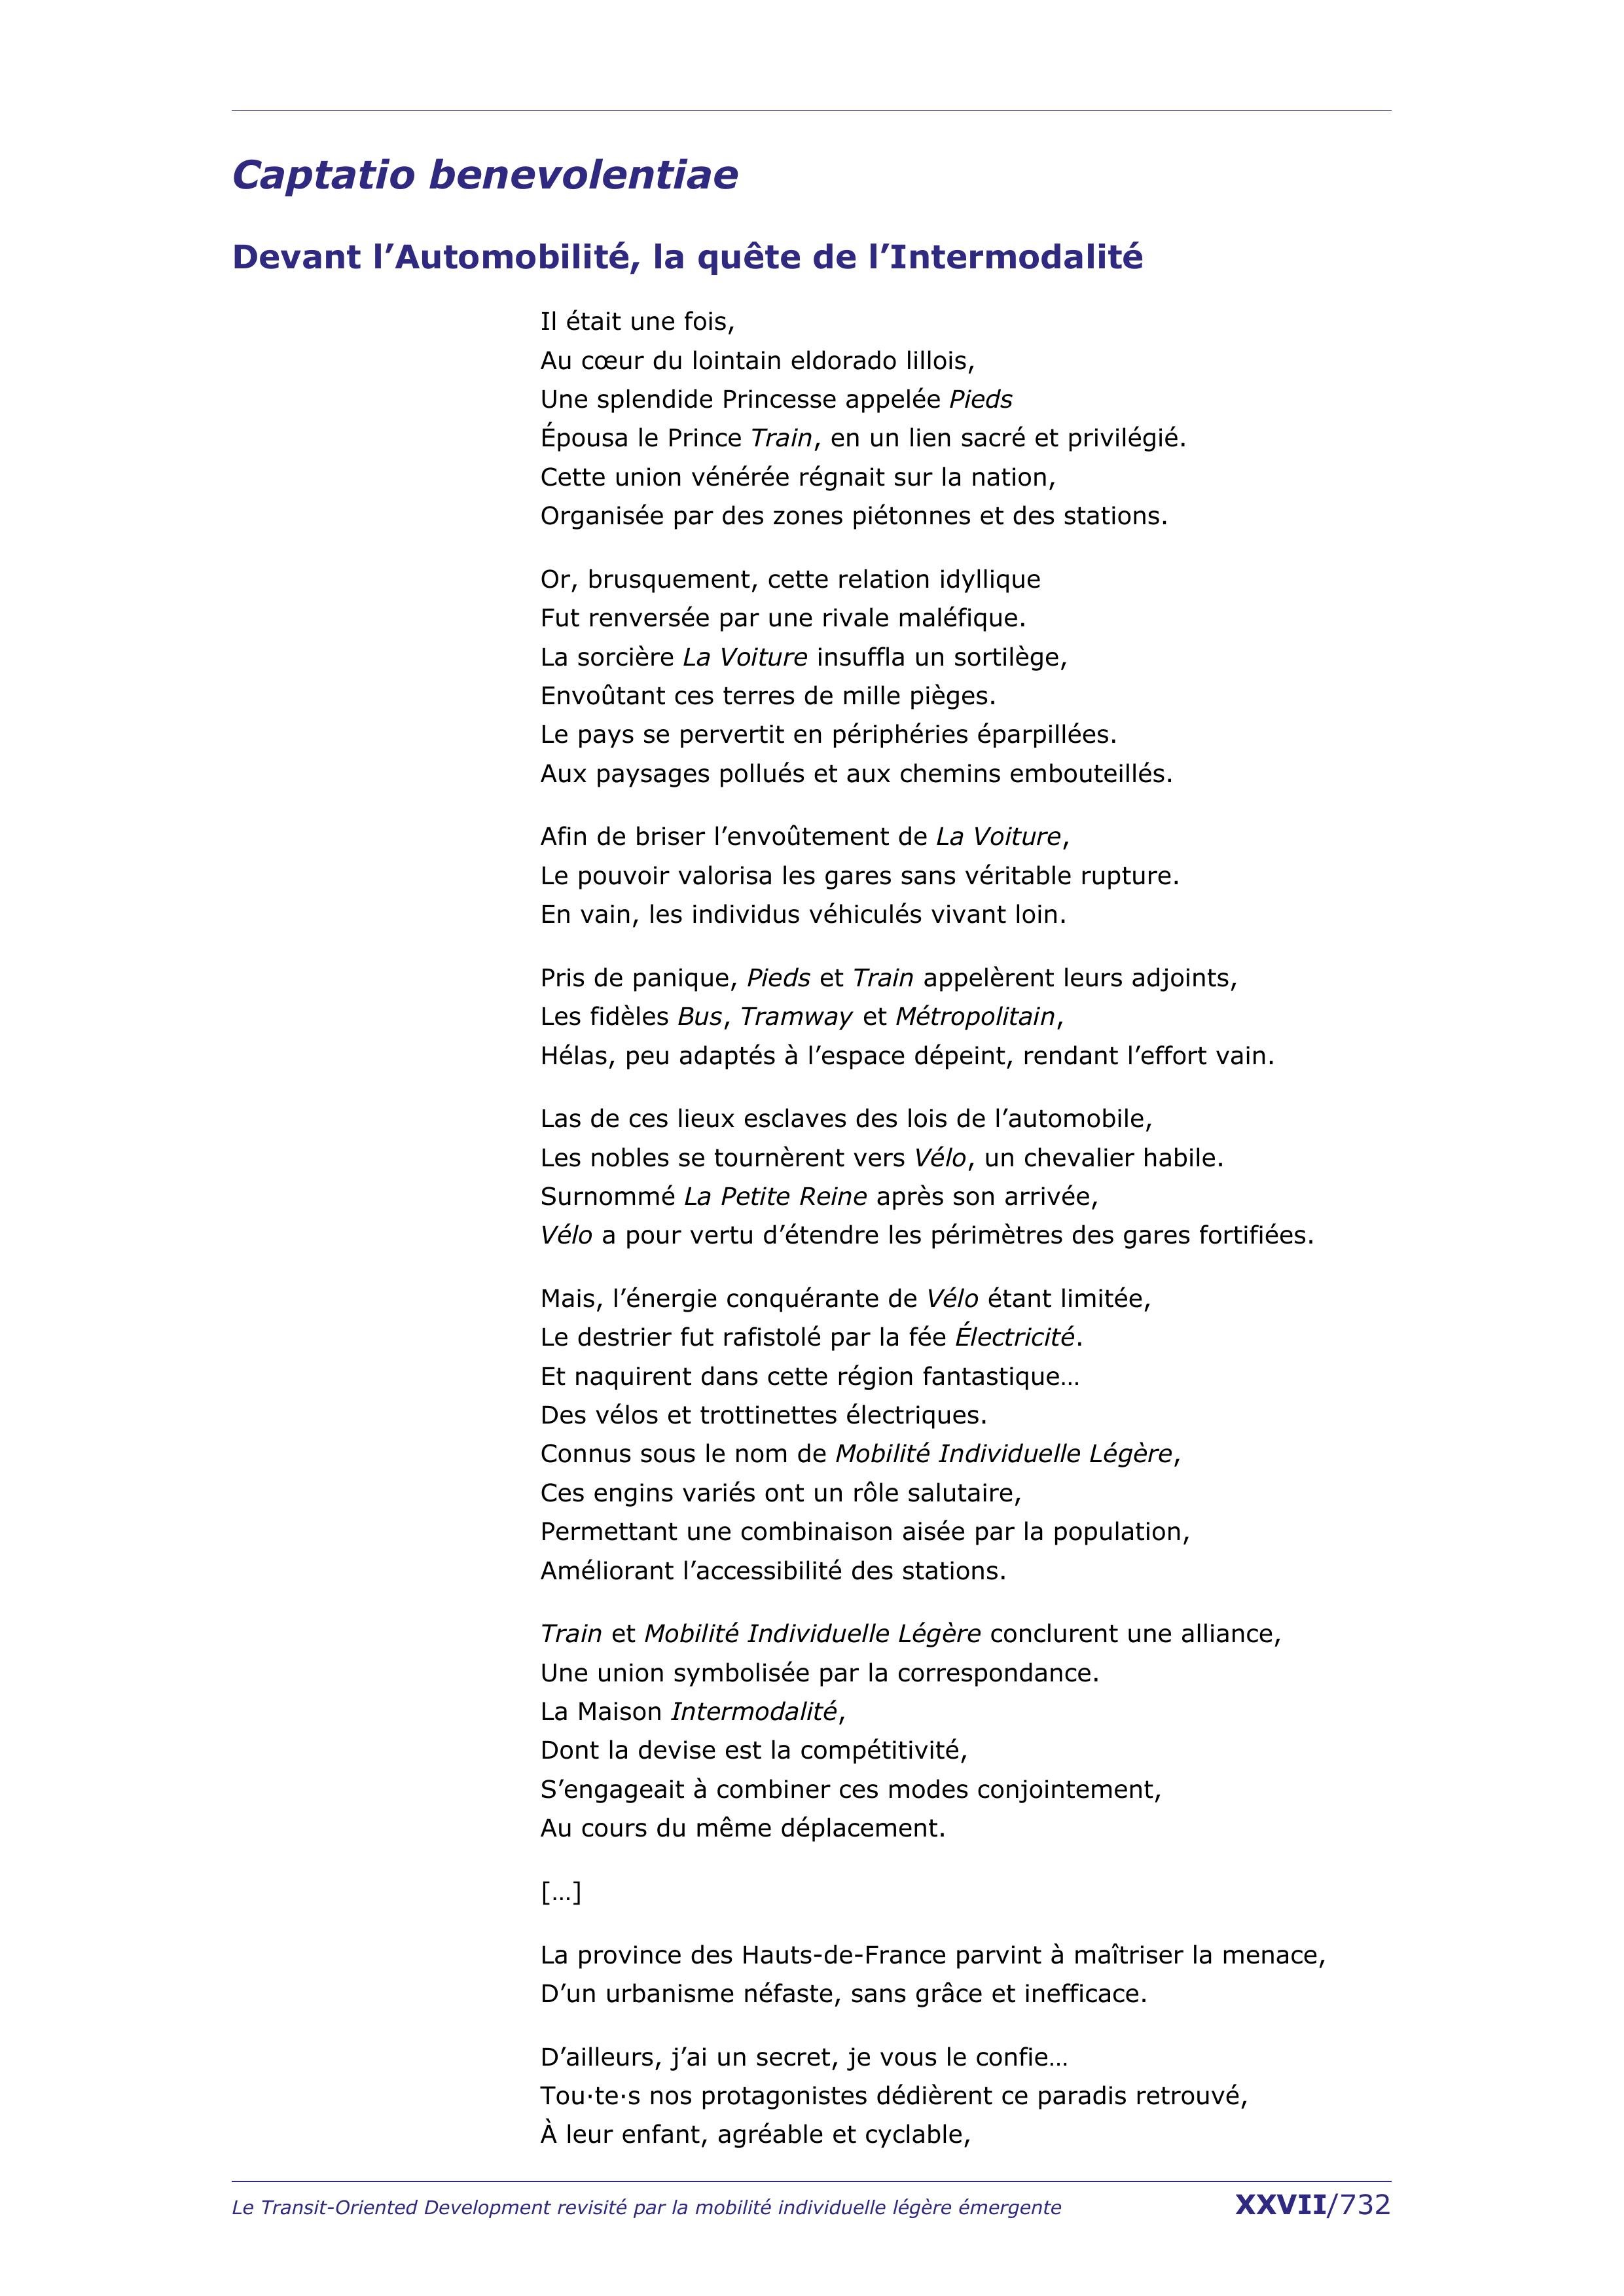 Captatio benevolentiae
Devant l’Automobilité, la quête de l’Intermodalité
Il était une fois,
Au cœur du lointain eldorado lillois,
Une splendide Princesse appelée Pieds
Épousa le Prince Train, en un lien sacré et privilégié.
Cette union vénérée régnait sur la nation,
Organisée par des zones piétonnes et des stations.
Or, brusquement, cette relation idyllique
Fut renversée par une rivale maléfique.
La sorcière La Voiture insuffla un sortilège,
Envoûtant ces terres de mille pièges.
Le pays se pervertit en périphéries éparpillées.
Aux paysages pollués et aux chemins embouteillés.
Afin de briser l’envoûtement de La Voiture,
Le pouvoir valorisa les gares sans véritable rupture.
En vain, les individus véhiculés vivant loin.
Pris de panique, Pieds et Train appelèrent leurs adjoints,
Les fidèles Bus, Tramway et Métropolitain,
Hélas, peu adaptés à l’espace dépeint, rendant l’effort vain.
Las de ces lieux esclaves des lois de l’automobile,
Les nobles se tournèrent vers Vélo, un chevalier habile.
Surnommé La Petite Reine après son arrivée,
Vélo a pour vertu d’étendre les périmètres des gares fortifiées.
Mais, l’énergie conquérante de Vélo étant limitée,
Le destrier fut rafistolé par la fée Électricité.
Et naquirent dans cette région fantastique…
Des vélos et trottinettes électriques.
Connus sous le nom de Mobilité Individuelle Légère,
Ces engins variés ont un rôle salutaire,
Permettant une combinaison aisée par la population,
Améliorant l’accessibilité des stations.
Train et Mobilité Individuelle Légère conclurent une alliance,
Une union symbolisée par la correspondance.
La Maison Intermodalité,
Dont la devise est la compétitivité,
S’engageait à combiner ces modes conjointement,
Au cours du même déplacement.
[…]
La province des Hauts-de-France parvint à maîtriser la menace,
D’un urbanisme néfaste, sans grâce et inefficace.
D’ailleurs, j’ai un secret, je vous le confie…
Tou·te·s nos protagonistes dédièrent ce paradis retrouvé,
À leur enfant, agréable et cyclable,
Le Transit-Oriented Development revisité par la mobilité individuelle légère émergente XXVII/732